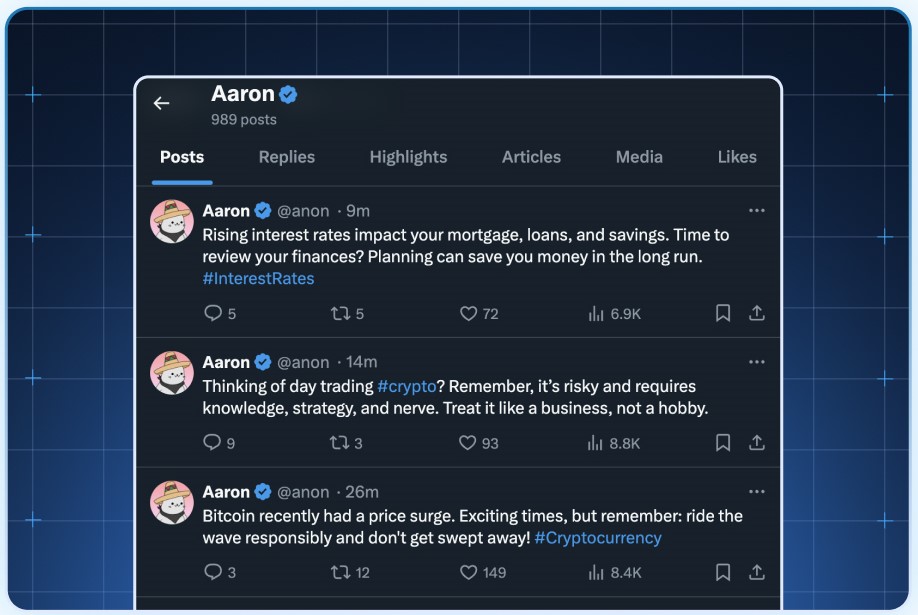 Aaron
989 posts
Posts Replies Highlights Articles Media Likes
Aaron @anon · 9m
Rising interest rates impact your mortgage, loans, and savings. Time to
review your finances? Planning can save you money in the long run.
#InterestRates
5 5 72 6.9K
Aaron @anon · 14m
Thinking of day trading #crypto? Remember, it’s risky and requires
knowledge, strategy, and nerve. Treat it like a business, not a hobby.
9 3 93 8.8K
Aaron @anon · 26m
Bitcoin recently had a price surge. Exciting times, but remember: ride the
wave responsibly and don't get swept away! #Cryptocurrency
3 12 149 8.4K